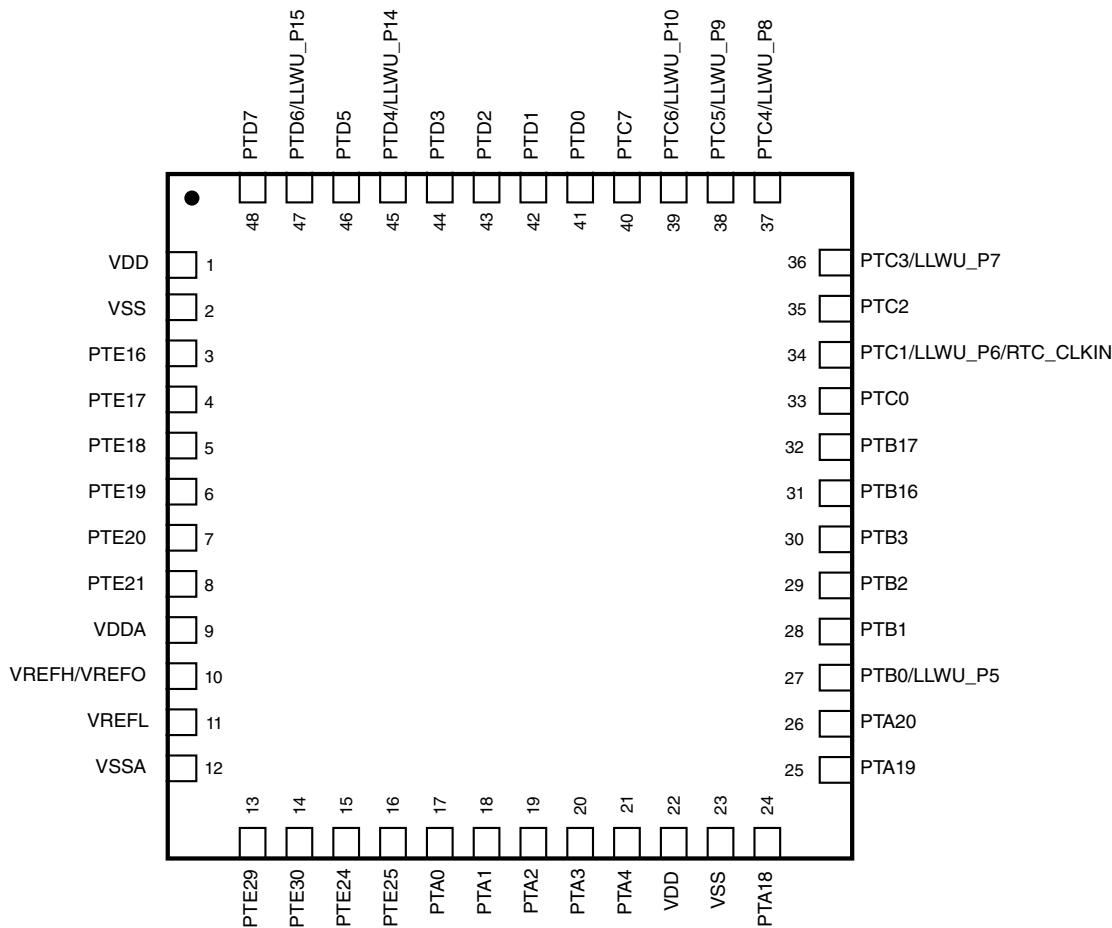 PTD7
PTD6/LLWU_P15
PTD5
PTD4/LLWU_P14
PTD3
PTD2
PTD1
PTD0
PTC7
PTC6/LLWU_P10
PTC5/LLWU_P9
PTC4/LLWU_P8
48
47
46
45
44
43
42
41
40
39
38
37
VDD 1
VSS 2
PTE16 3
PTE17 4
PTE18 5
PTE19 6
PTE20 7
PTE21 8
VDDA 9
VREFH/VREFO 10
VREFL 11
VSSA 12
36 PTC3/LLWU_P7
35 PTC2
34 PTC1/LLWU_P6/RTC_CLKIN
33 PTC0
32 PTB17
31 PTB16
30 PTB3
29 PTB2
28 PTB1
27 PTB0/LLWU_P5
26 PTA20
25 PTA19
13
14
15
16
17
18
19
20
21
22
23
24
PTE29
PTE30
PTE24
PTE25
PTA0
PTA1
PTA2
PTA3
PTA4
VDD
VSS
PTA18